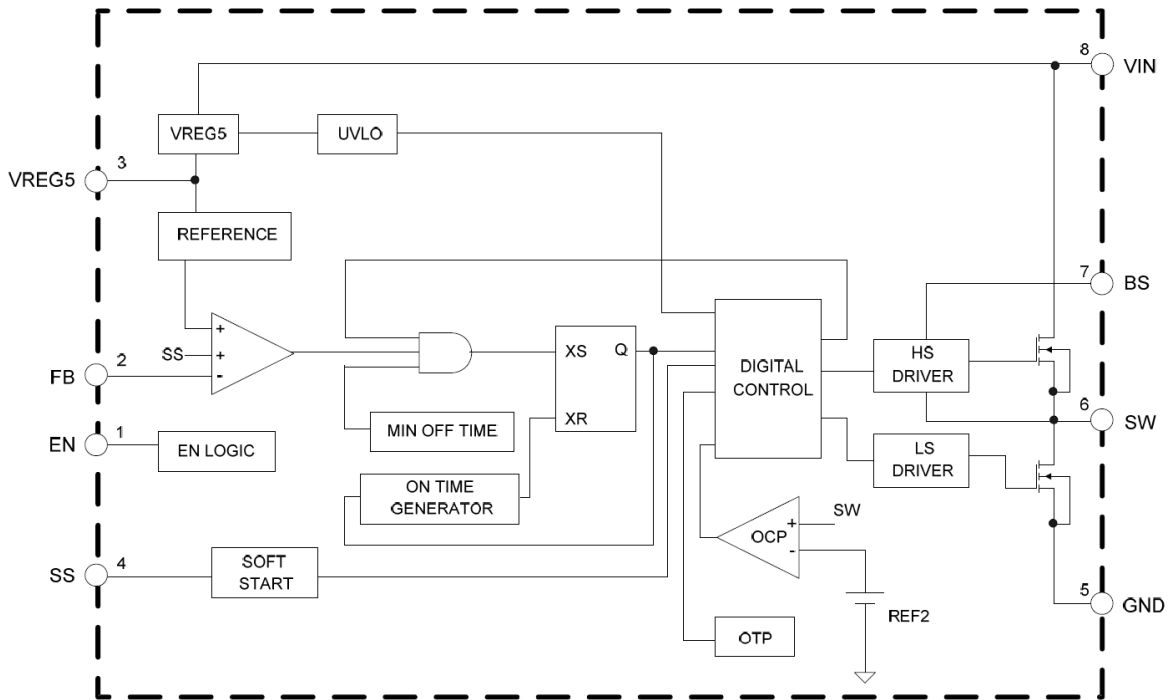 8
VIN
VREG5
UVLO
3
VREG5
REFERENCE
7
BS
+
SS
+
-
2
FB
XS
Q
XR
DIGITAL
CONTROL
HS
DRIVER
6
SW
1
EN
EN LOGIC
MIN OFF TIME
LS
DRIVER
ON TIME
GENERATOR
OCP
+
-
SW
4
SS
SOFT
START
5
GND
REF2
OTP